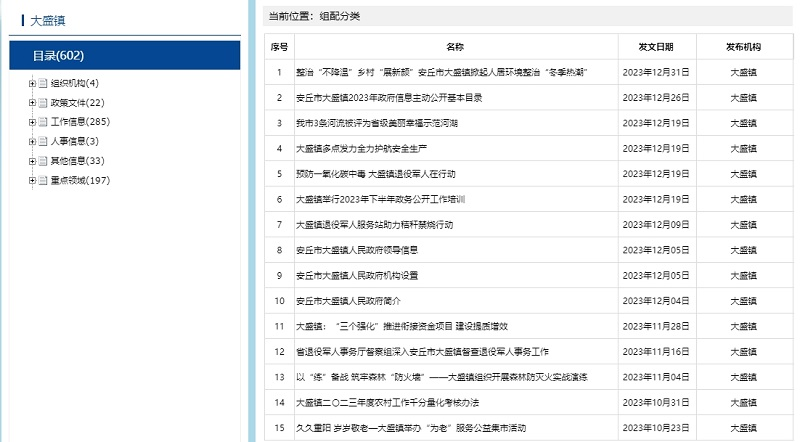 大盛镇
目录(602)
组织机构(4)
政策文件(22)
工作信息(285)
人事信息(3)
其他信息(33)
重点领域(197)
当前位置：组配分类
序号 名称 发文日期 发布机构
1 整治“不降温”乡村“展新颜”安丘市大盛镇掀起人居环境整治“冬季热潮” 2023年12月31日 大盛镇
2 安丘市大盛镇2023年政府信息主动公开基本目录 2023年12月26日 大盛镇
3 我市3条河流被评为省级美丽幸福示范河湖 2023年12月19日 大盛镇
4 大盛镇多点发力全力护航安全生产 2023年12月19日 大盛镇
5 预防一氧化碳中毒 大盛镇退役军人在行动 2023年12月19日 大盛镇
6 大盛镇举行2023年下半年政务公开工作培训 2023年12月19日 大盛镇
7 大盛镇退役军人服务站助力秸秆禁烧行动 2023年12月09日 大盛镇
8 安丘市大盛镇人民政府领导信息 2023年12月05日 大盛镇
9 安丘市大盛镇人民政府机构设置 2023年12月05日 大盛镇
10 安丘市大盛镇人民政府简介 2023年12月04日 大盛镇
11 大盛镇：“三个强化”推进衔接资金项目 建设提质增效 2023年11月28日 大盛镇
12 省退役军人事务厅督察组深入安丘市大盛镇督查退役军人事务工作 2023年11月16日 大盛镇
13 以“练”备战 筑牢森林“防火墙”——大盛镇组织开展森林防灭火实战演练 2023年11月04日 大盛镇
14 大盛镇二〇二三年度农村工作千分量化考核办法 2023年10月31日 大盛镇
15 久久重阳 岁岁敬老—大盛镇举办“为老”服务公益集市活动 2023年10月23日 大盛镇